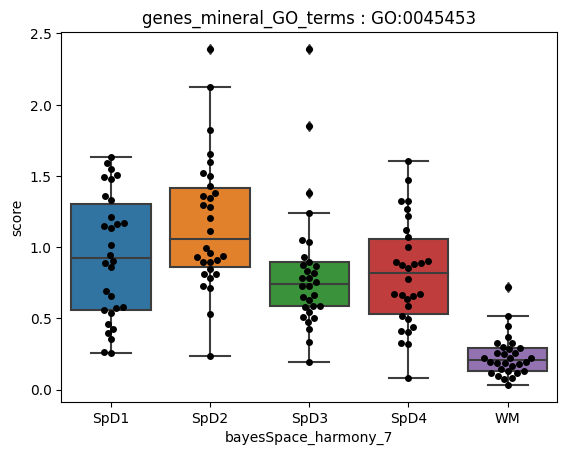 genes_mineral_GO_terms : GO:0045453
2.5
2.0
1.5
1.0
0.5
0.0
score
SpD1 SpD2 SpD3 SpD4 WM
bayesSpace_harmony_7